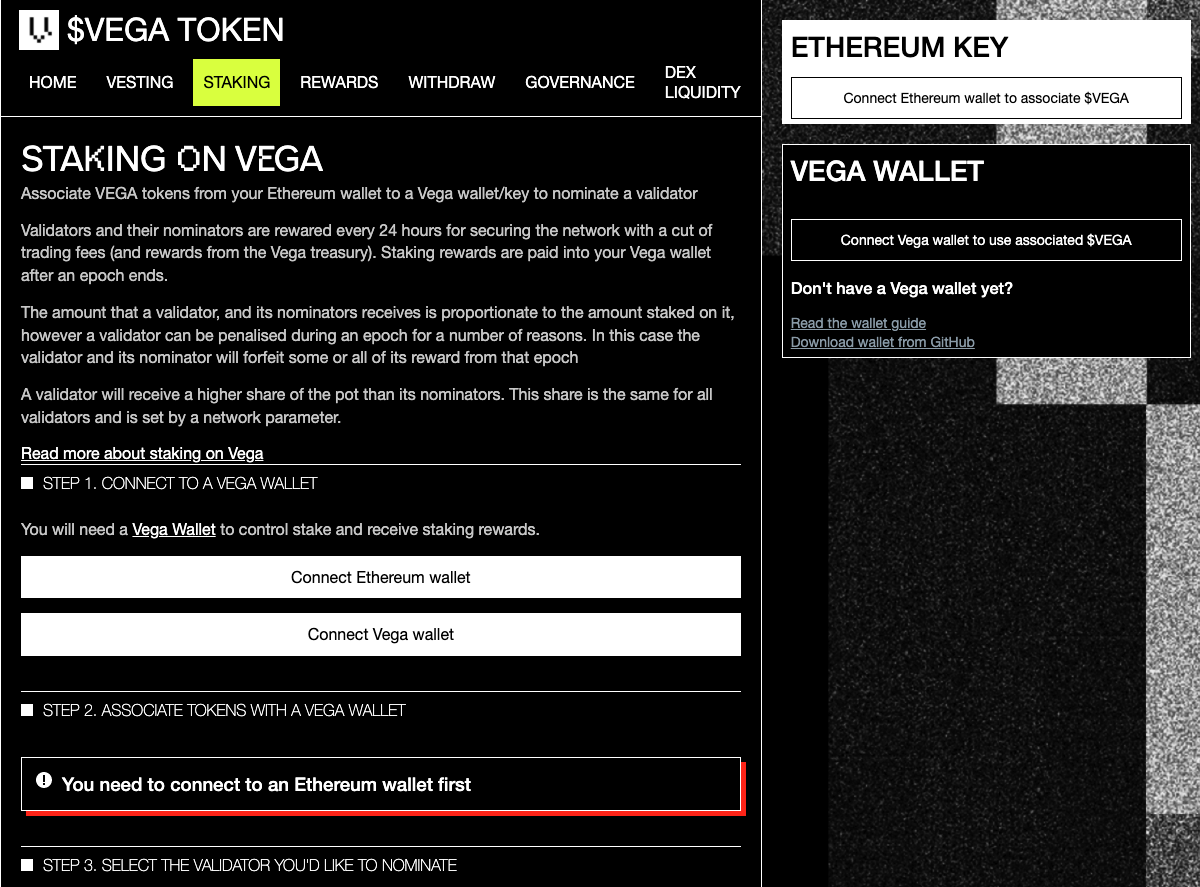 $VEGA TOKEN
HOME VESTING STAKING REWARDS WITHDRAW GOVERNANCE DEX
LIQUIDITY
STAKING ON VEGA
Associate VEGA tokens from your Ethereum wallet to a Vega wallet/key to nominate a validator
Validators and their nominators are rewared every 24 hours for securing the network with a cut of
trading fees (and rewards from the Vega treasury). Staking rewards are paid into your Vega wallet
after an epoch ends.
The amount that a validator, and its nominators receives is proportionate to the amount staked on it,
however a validator can be penalised during an epoch for a number of reasons. In this case the
validator and its nominator will forfeit some or all of its reward from that epoch
A validator will receive a higher share of the pot than its nominators. This share is the same for all
validators and is set by a network parameter.
Read more about staking on Vega
STEP 1. CONNECT TO A VEGA WALLET
You will need a Vega Wallet to control stake and receive staking rewards.
Connect Ethereum wallet
Connect Vega wallet
STEP 2. ASSOCIATE TOKENS WITH A VEGA WALLET
You need to connect to an Ethereum wallet first
STEP 3. SELECT THE VALIDATOR YOU'D LIKE TO NOMINATE
ETHEREUM KEY
Connect Ethereum wallet to associate $VEGA
VEGA WALLET
Connect Vega wallet to use associated $VEGA
Don't have a Vega wallet yet?
Read the wallet guide
Download wallet from GitHub